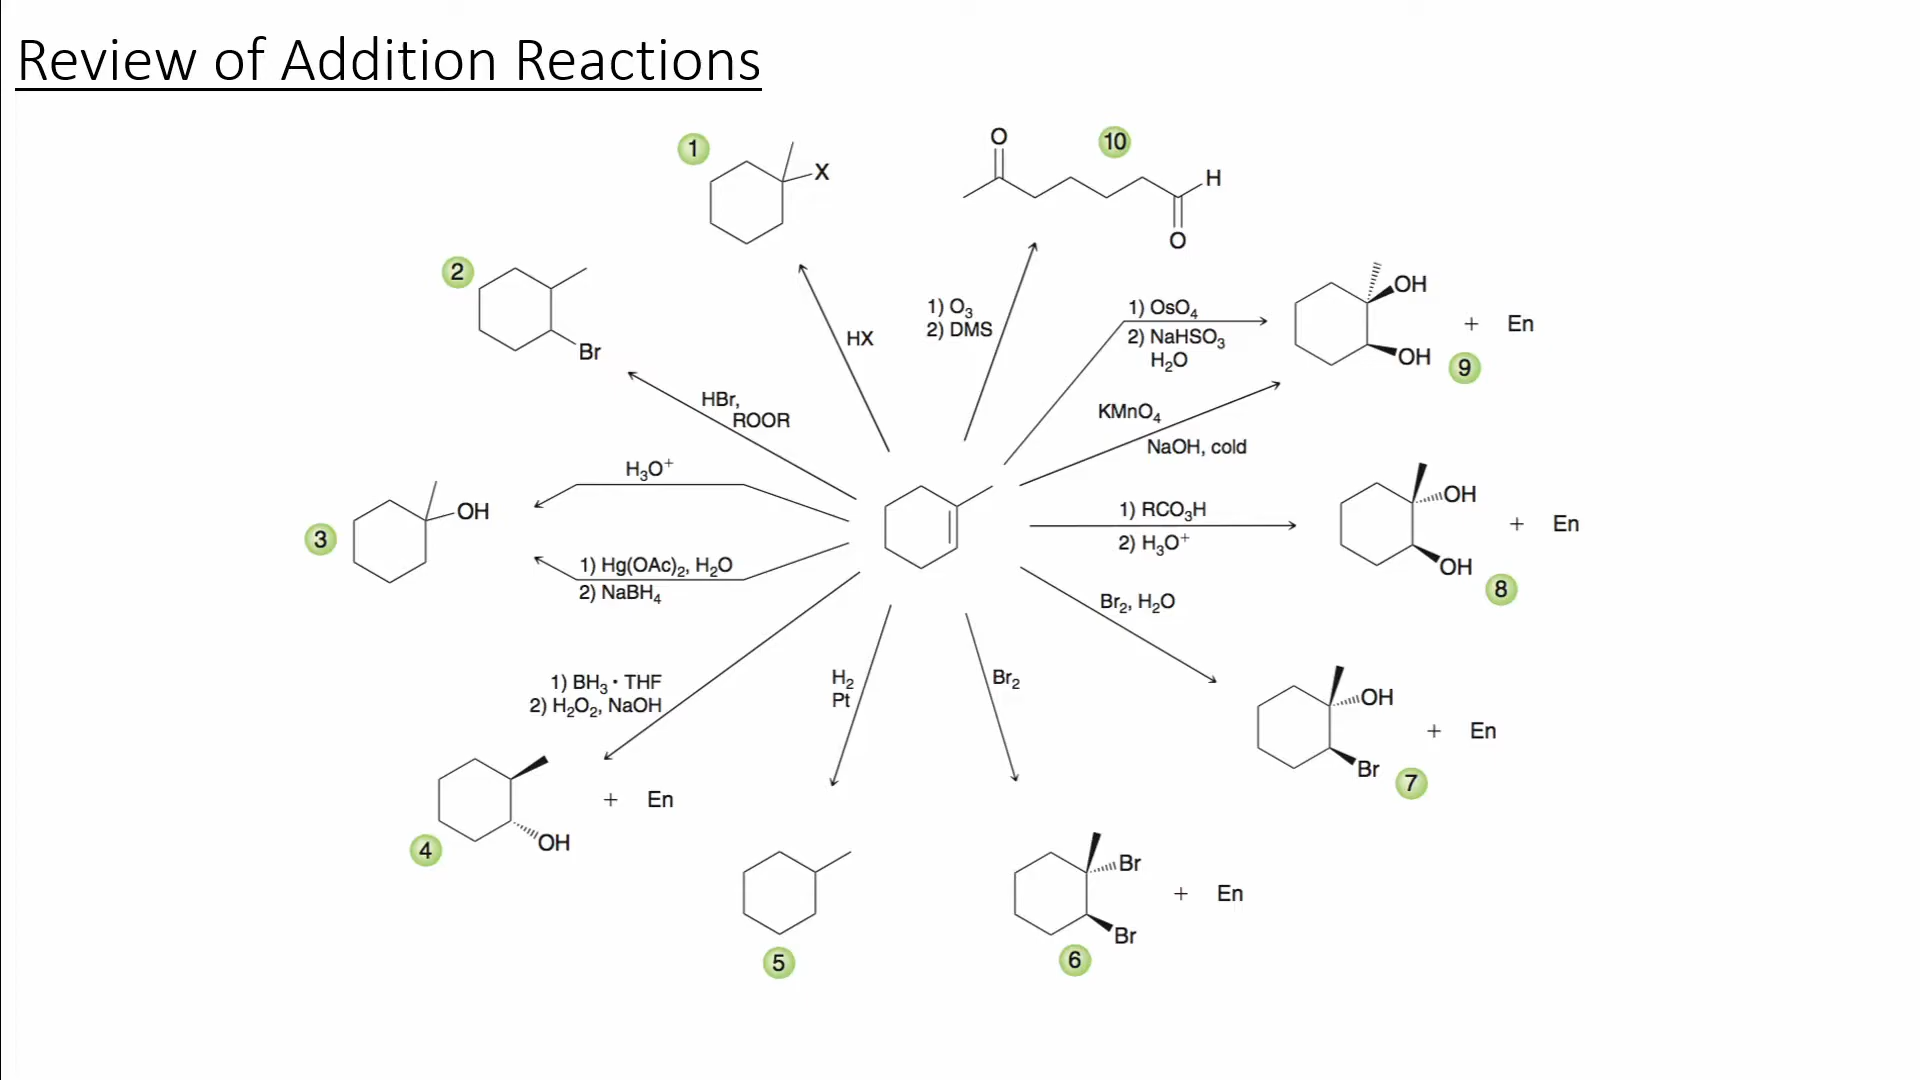 Review of Addition Reactions
1
X
O
10
H
O
2
Br
HX
1) O₃
2) DMS
1) OsO₄
2) NaHSO₃
H₂O
OH
OH
+ En
9
HBr,
ROOR
KMnO₄
NaOH, cold
H₃O⁺
3
OH
1) Hg(OAc)₂, H₂O
2) NaBH₄
1) RCO₃H
2) H₃O⁺
OH
OH
+ En
8
Br₂, H₂O
OH
Br
+ En
7
1) BH₃ · THF
2) H₂O₂, NaOH
H₂
Pt
Br₂
4
OH
+ En
5
Br
Br
+ En
6